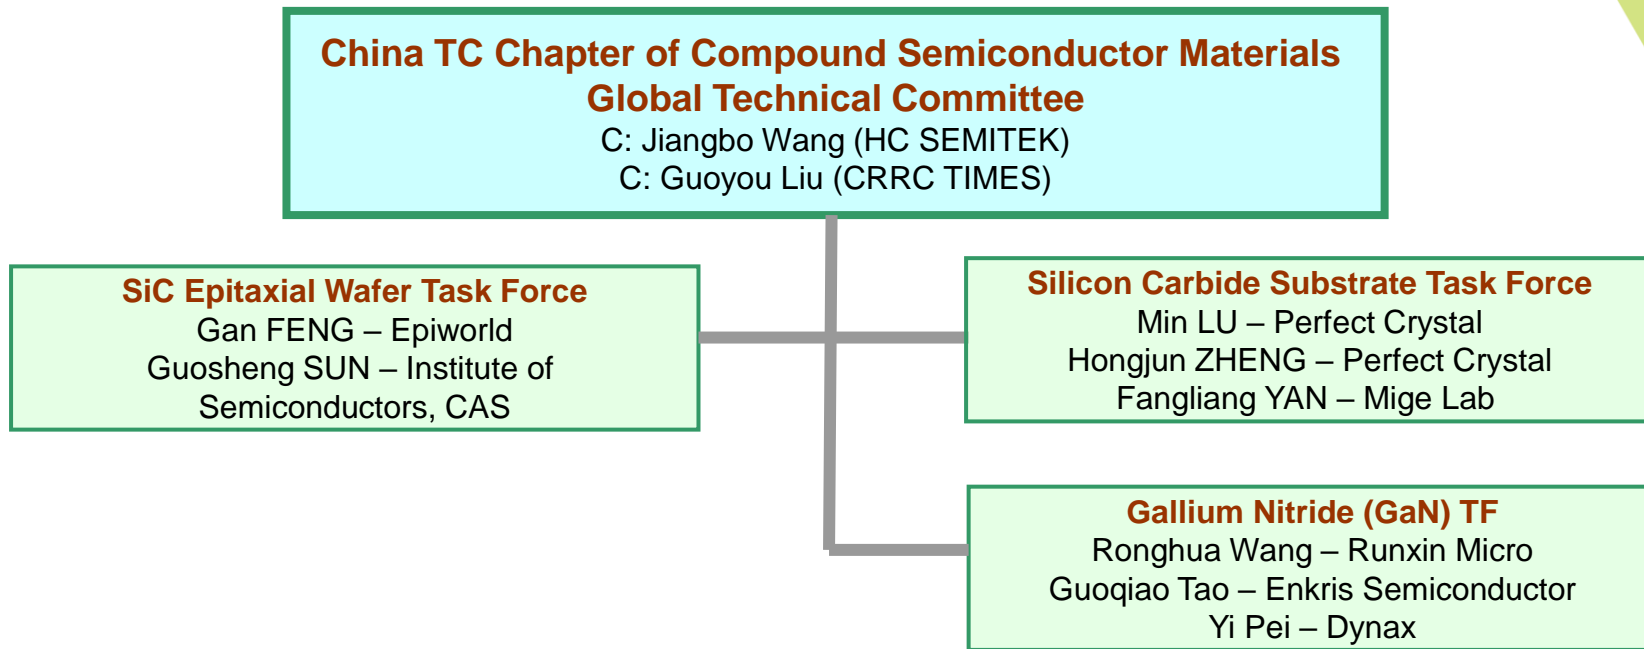 China TC Chapter of Compound Semiconductor Materials
Global Technical Committee
C: Jiangbo Wang (HC SEMITEK)
C: Guoyou Liu (CRRC TIMES)
SiC Epitaxial Wafer Task Force
Gan FENG – Epiworld
Guosheng SUN – Institute of
Semiconductors, CAS
Silicon Carbide Substrate Task Force
Min LU – Perfect Crystal
Hongjun ZHENG – Perfect Crystal
Fangliang YAN – Mige Lab
Gallium Nitride (GaN) TF
Ronghua Wang – Runxin Micro
Guoqiao Tao – Enkris Semiconductor
Yi Pei – Dynax